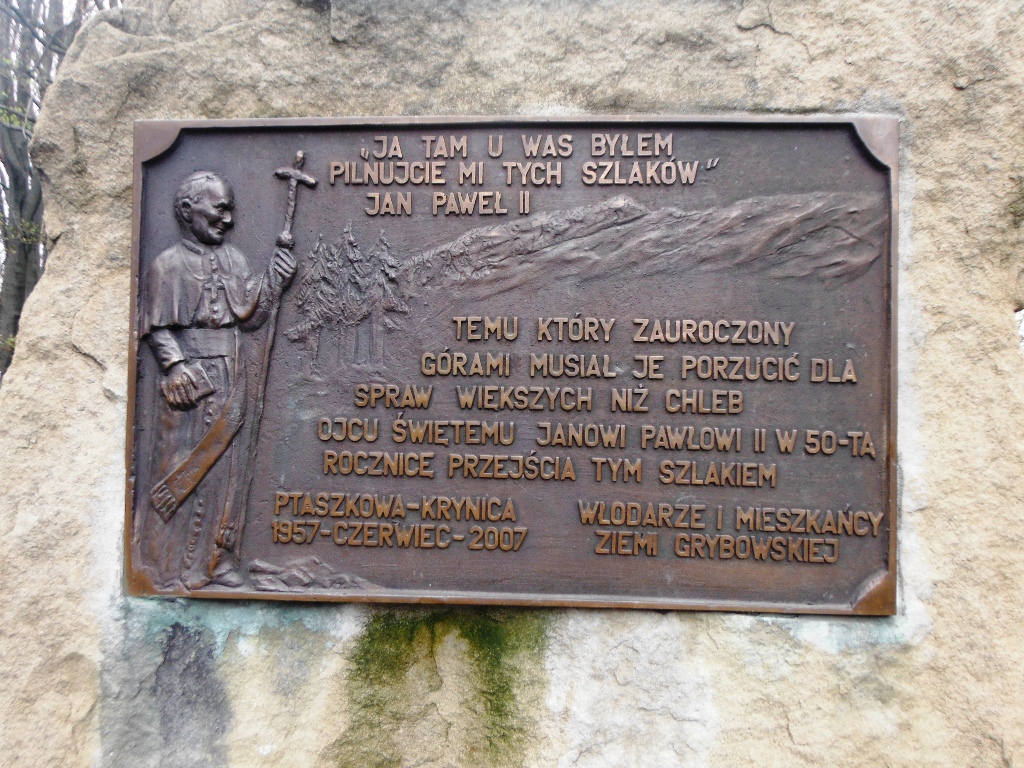 „JA TAM U WAS BYŁEM
PILNUJCIE MI TYCH SZLAKÓW”
JAN PAWEŁ II
TEMU KTÓRY ZAUROCZONY
GÓRAMI MUSIAŁ JE PORZUCIĆ DLA
SPRAW WIĘKSZYCH NIŻ CHLEB
OJCU ŚWIĘTEMU JANOWI PAWŁOWI II W 50-TĄ
ROCZNICĘ PRZEJŚCIA TYM SZLAKIEM
PTASZKOWA-KRYNICA
1957-CZERWIEC-2007
WŁODARZE I MIESZKAŃCY
ZIEMI GRYBOWSKIEJ